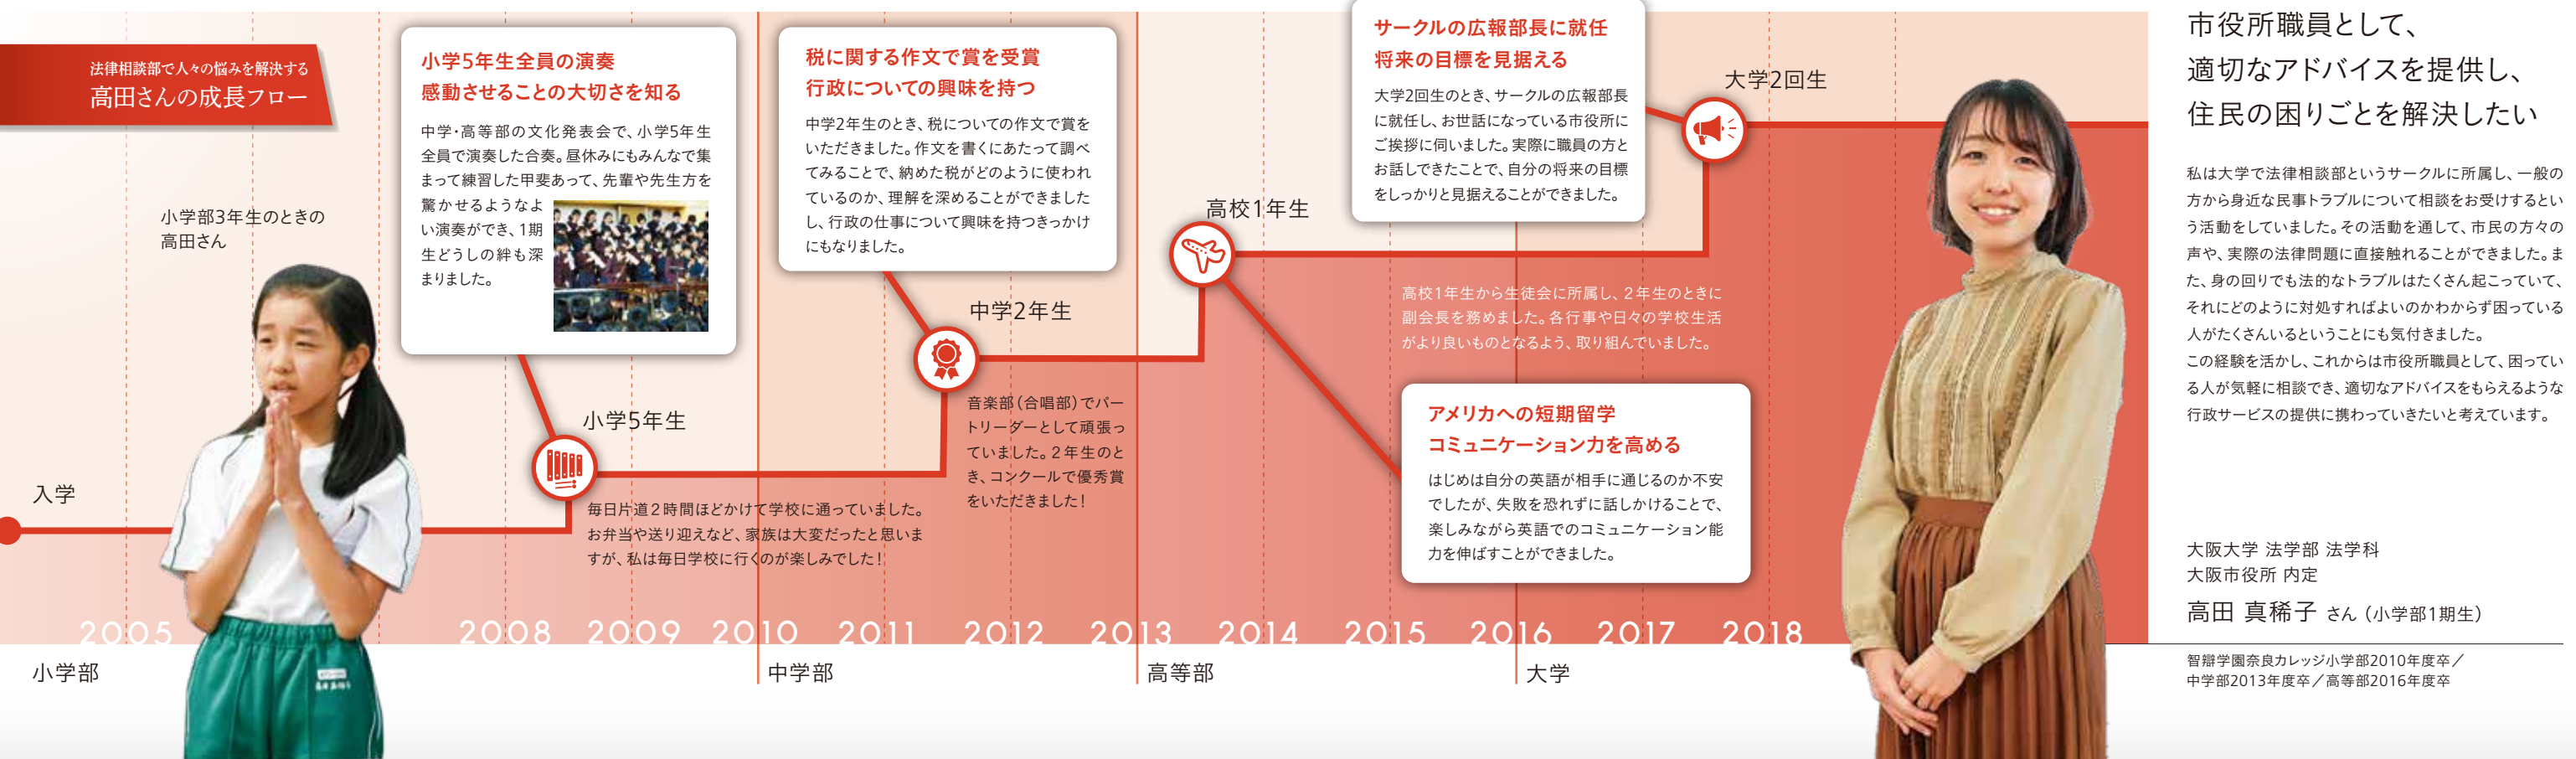 法律相談部で人々の悩みを解決する
高田さんの成長フロー
小学部3年生のときの
高田さん
入学
小学5年生全員の演奏
感動させることの大切さを知る
中学・高等部の文化発表会で、小学5年生
全員で演奏した合奏。昼休みにもみんなで集
まって練習した甲斐あって、先輩や先生方を
驚かせるようなよ
い演奏ができ、1期
生どうしの絆も深
まりました。
小学5年生
毎日片道2時間ほどかけて学校に通っていました。
お弁当や送り迎えなど、家族は大変だったと思いま
すが、私は毎日学校に行くのが楽しみでした！
税に関する作文で賞を受賞
行政についての興味を持つ
中学2年生のとき、税についての作文で賞を
いただきました。作文を書くにあたって調べ
てみることで、納めた税がどのように使われ
ているのか、理解を深めることができました
し、行政の仕事について興味を持つきっかけ
にもなりました。
中学2年生
音楽部（合唱部）でパー
トリーダーとして頑張っ
ていました。2年生のと
き、コンクールで優秀賞
をいただきました！
高校1年生
高校1年生から生徒会に所属し、2年生のときに
副会長を務めました。各行事や日々の学校生活
がより良いものとなるよう、取り組んでいました。
アメリカへの短期留学
コミュニケーション力を高める
はじめは自分の英語が相手に通じるのか不安
でしたが、失敗を恐れずに話しかけることで、
楽しみながら英語でのコミュニケーション能
力を伸ばすことができました。
サークルの広報部長に就任
将来の目標を見据える
大学2回生のとき、サークルの広報部長
に就任し、お世話になっている市役所に
ご挨拶に伺いました。実際に職員の方と
お話しできたことで、自分の将来の目標
をしっかりと見据えることができました。
大学2回生
2005 2008 2009 2010 2011 2012 2013 2014 2015 2016 2017 2018
小学部 中学部 高等部 大学
市役所職員として、
適切なアドバイスを提供し、
住民の困りごとを解決したい
私は大学で法律相談部というサークルに所属し、一般の
方から身近な民事トラブルについて相談をお受けするとい
う活動をしていました。その活動を通して、市民の方々の
声や、実際の法律問題に直接触れることができました。ま
た、身の回りでも法的なトラブルはたくさん起こっていて、
それにどのように対処すればよいのかわからず困っている
人がたくさんいるということにも気付きました。
この経験を活かし、これからは市役所職員として、困ってい
る人が気軽に相談でき、適切なアドバイスをもらえるような
行政サービスの提供に携わっていきたいと考えています。
大阪大学 法学部 法学科
大阪市役所 内定
高田 真稀子 さん（小学部1期生）
智辯学園奈良カレッジ小学部2010年度卒／
中学部2013年度卒／高等部2016年度卒